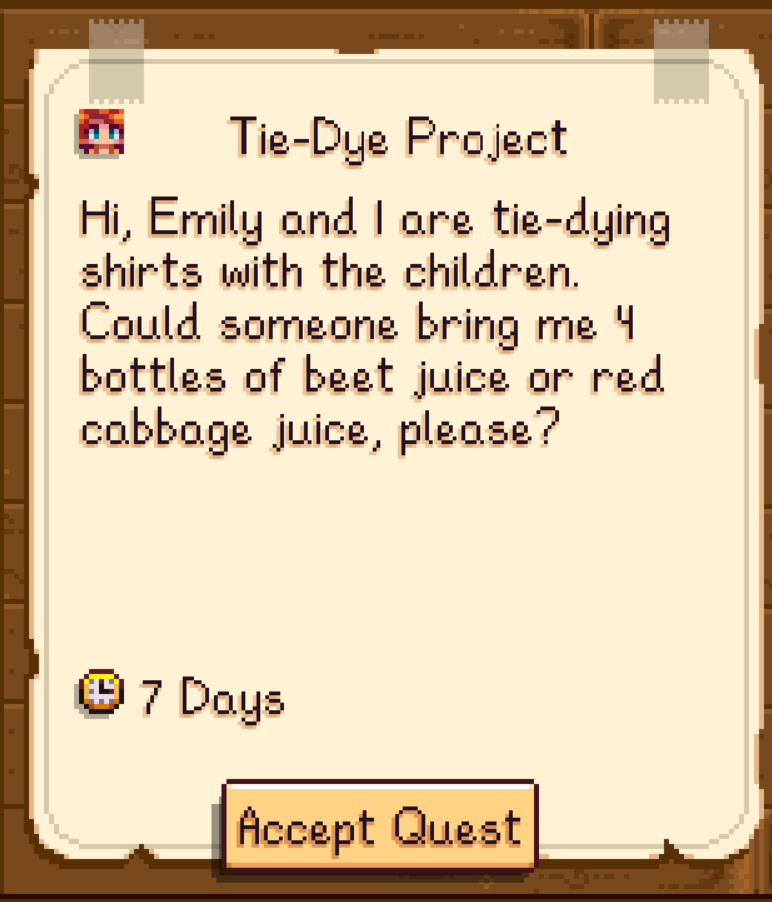 Tie-Dye Project
Hi, Emily and I are tie-dying
shirts with the children.
Could someone bring me 4
bottles of beet juice or red
cabbage juice, please?
7 Days
Accept Quest